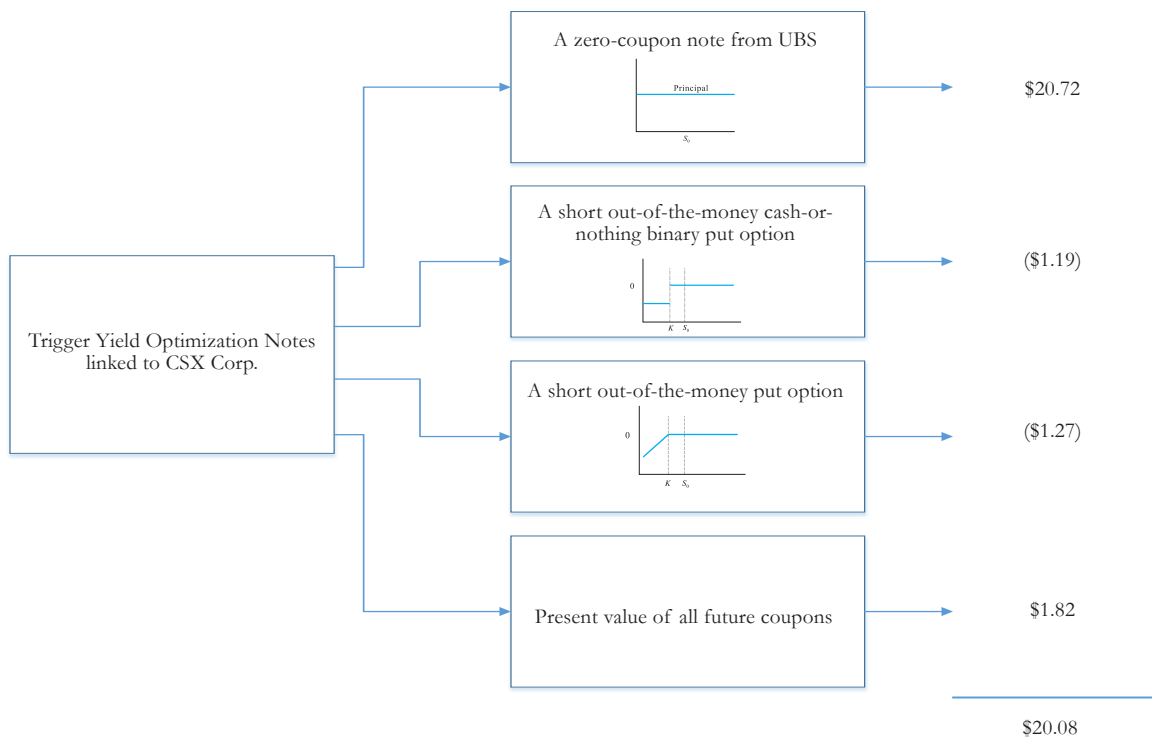 A zero-coupon note from UBS
Principal
S0
$20.72
A short out-of-the-money cash-or-
nothing binary put option
0
K S0
($1.19)
Trigger Yield Optimization Notes
linked to CSX Corp.
A short out-of-the-money put option
0
K S0
($1.27)
Present value of all future coupons
$1.82
$20.08